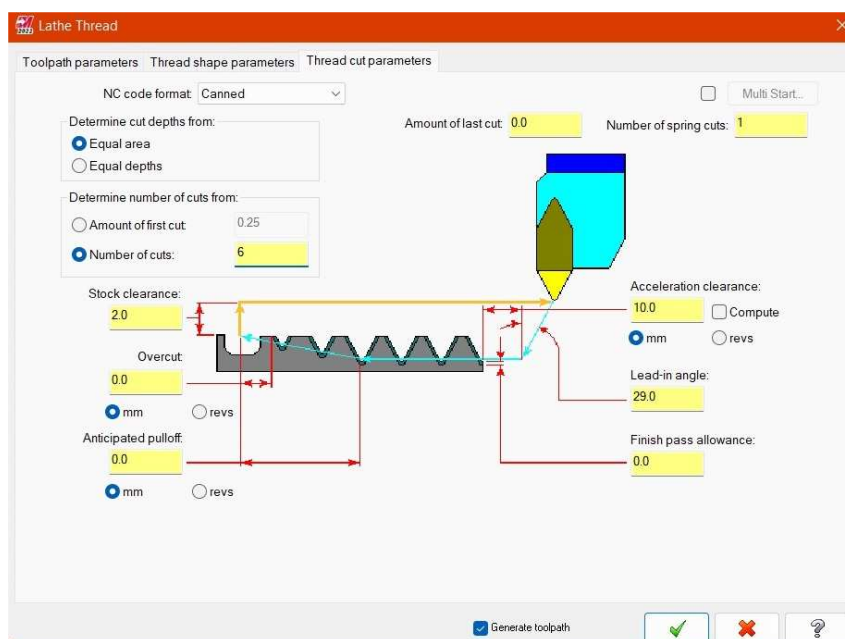 Lathe Thread
Toolpath parameters Thread shape parameters Thread cut parameters
NC code format: Canned
Multi Start...
Determine cut depths from:
Equal area
Equal depths
Amount of last cut: 0.0
Number of spring cuts: 1
Determine number of cuts from:
Amount of first cut: 0.25
Number of cuts: 6
Stock clearance:
2.0
Overcut:
0.0
mm revs
Anticipated pulloff:
0.0
mm revs
Acceleration clearance:
10.0 Compute
mm revs
Lead-in angle:
29.0
Finish pass allowance:
0.0
Generate toolpath
?